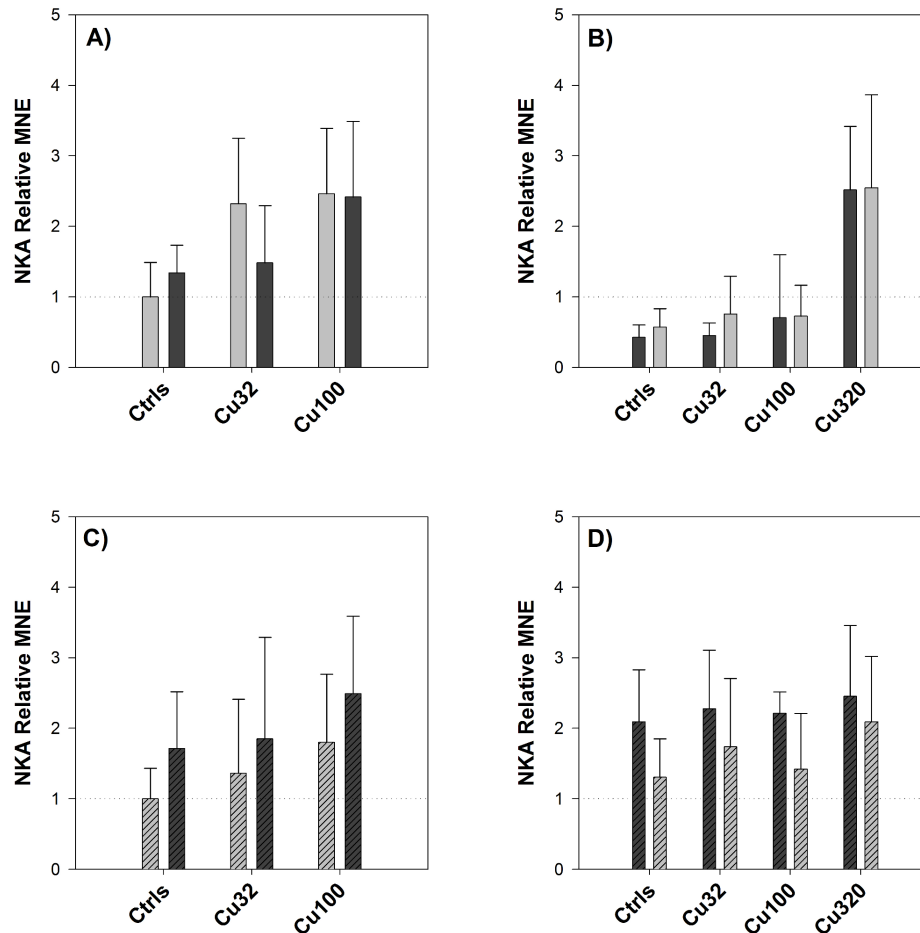 A)
NKA Relative MNE
5
4
3
2
1
0
Ctrls
Cu32
Cu100
B)
NKA Relative MNE
5
4
3
2
1
0
Ctrls
Cu32
Cu100
Cu320
C)
NKA Relative MNE
5
4
3
2
1
0
Ctrls
Cu32
Cu100
D)
NKA Relative MNE
5
4
3
2
1
0
Ctrls
Cu32
Cu100
Cu320